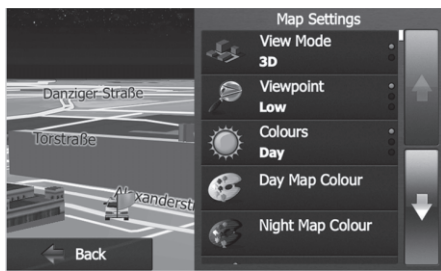 Map Settings
View Mode
3D
Viewpoint
Low
Colours
Day
Day Map Colour
Night Map Colour
Danziger Straße
Torstraße
Alexanderst
Back